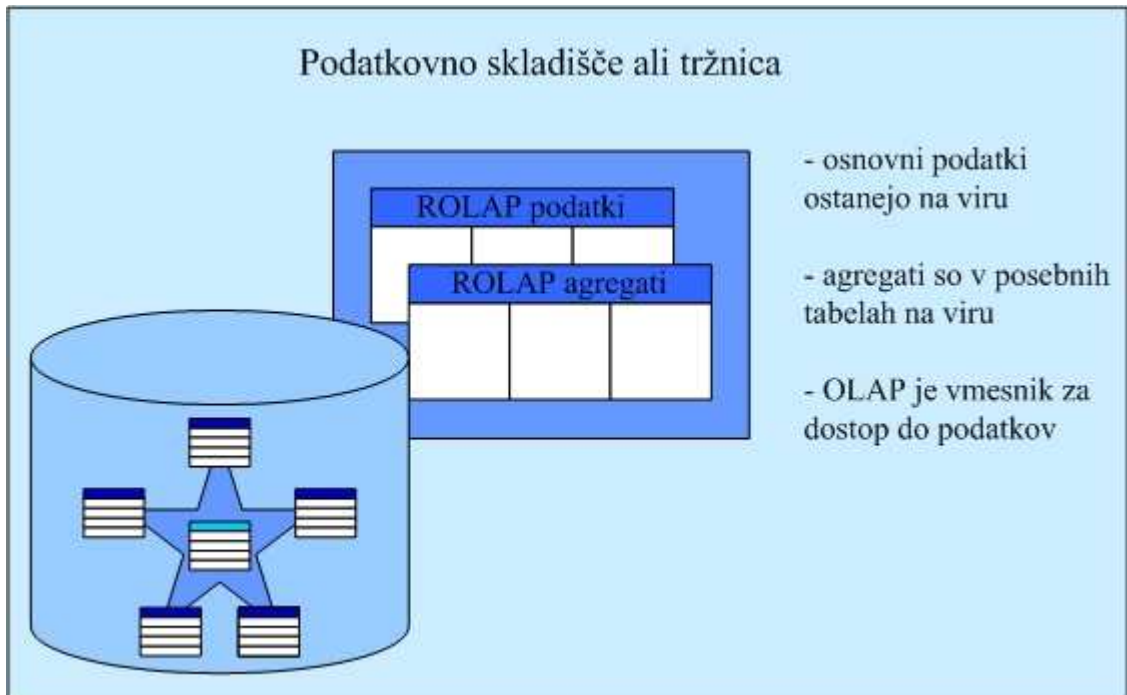 Podatkovno skladišče ali tržnica
ROLAP podatki
ROLAP agregati
- osnovni podatki
ostanejo na viru
- agregati so v posebnih
tabelah na viru
- OLAP je vmesnik za
dostop do podatkov